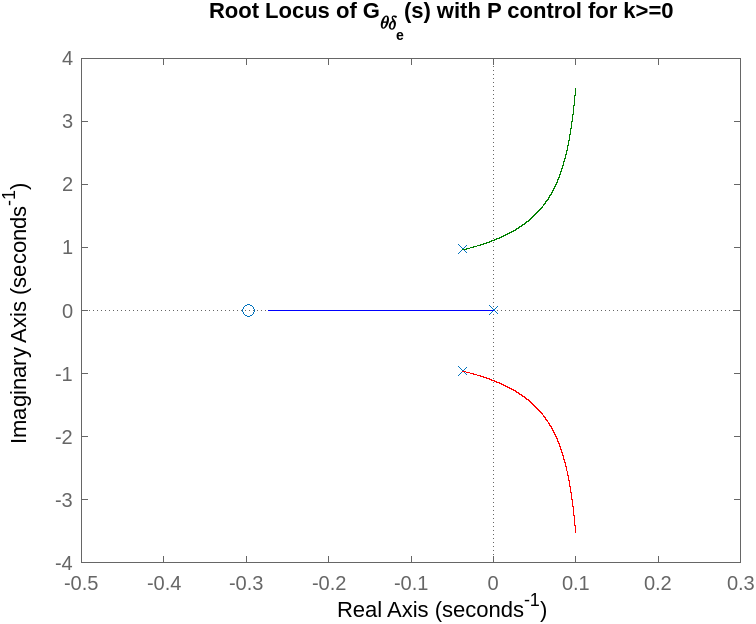 Root Locus of G_θδ_e(s) with P control for k>=0
4
3
2
1
0
-1
-2
-3
-4
-0.5 -0.4 -0.3 -0.2 -0.1 0 0.1 0.2 0.3
Real Axis (seconds^-1)
Imaginary Axis (seconds^-1)